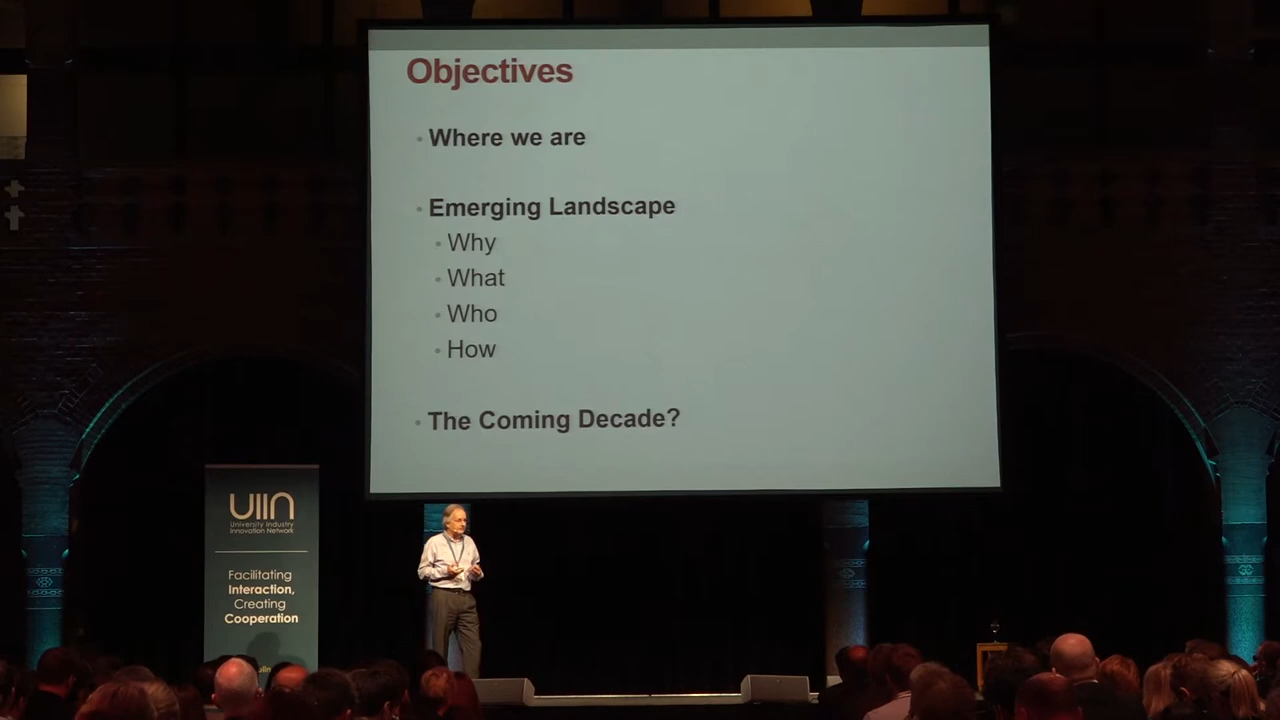 Objectives
Where we are
Emerging Landscape
Why
What
Who
How
The Coming Decade?
UIIN
University Industry
Innovation Network
Facilitating
Interaction,
Creating
Cooperation